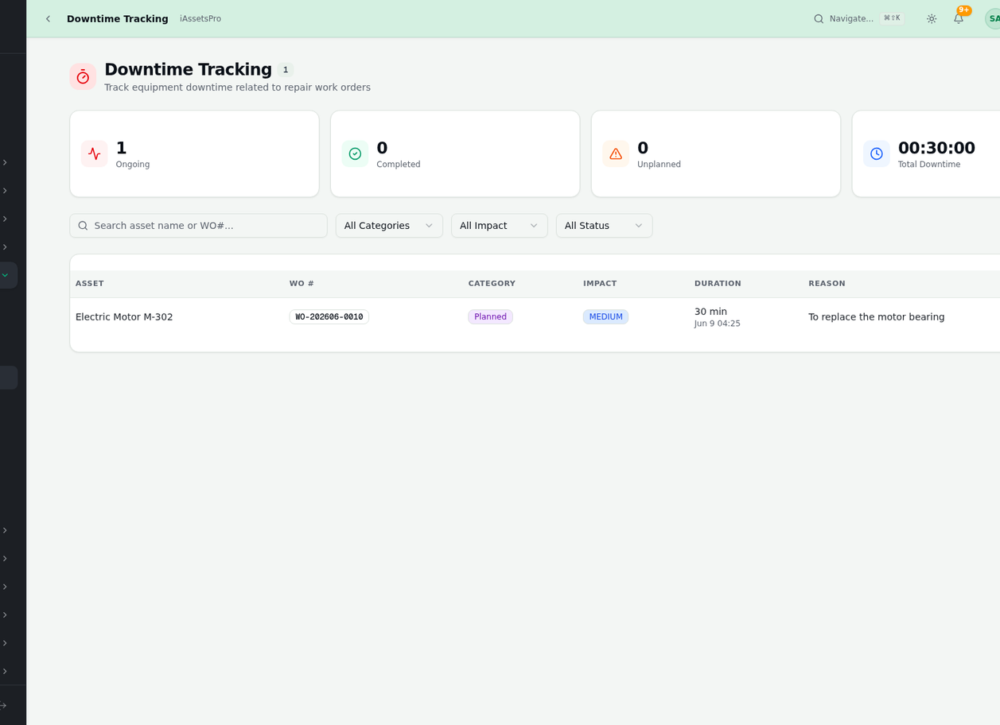 Downtime Tracking iAssetsPro Navigate... ⌘⇧K 9+ SA
Downtime Tracking 1
Track equipment downtime related to repair work orders
1
Ongoing
0
Completed
0
Unplanned
00:30:00
Total Downtime
Search asset name or WO#... All Categories All Impact All Status
ASSET WO # CATEGORY IMPACT DURATION REASON
Electric Motor M-302 WO-202606-0010 Planned MEDIUM 30 min To replace the motor bearing
Jun 9 04:25